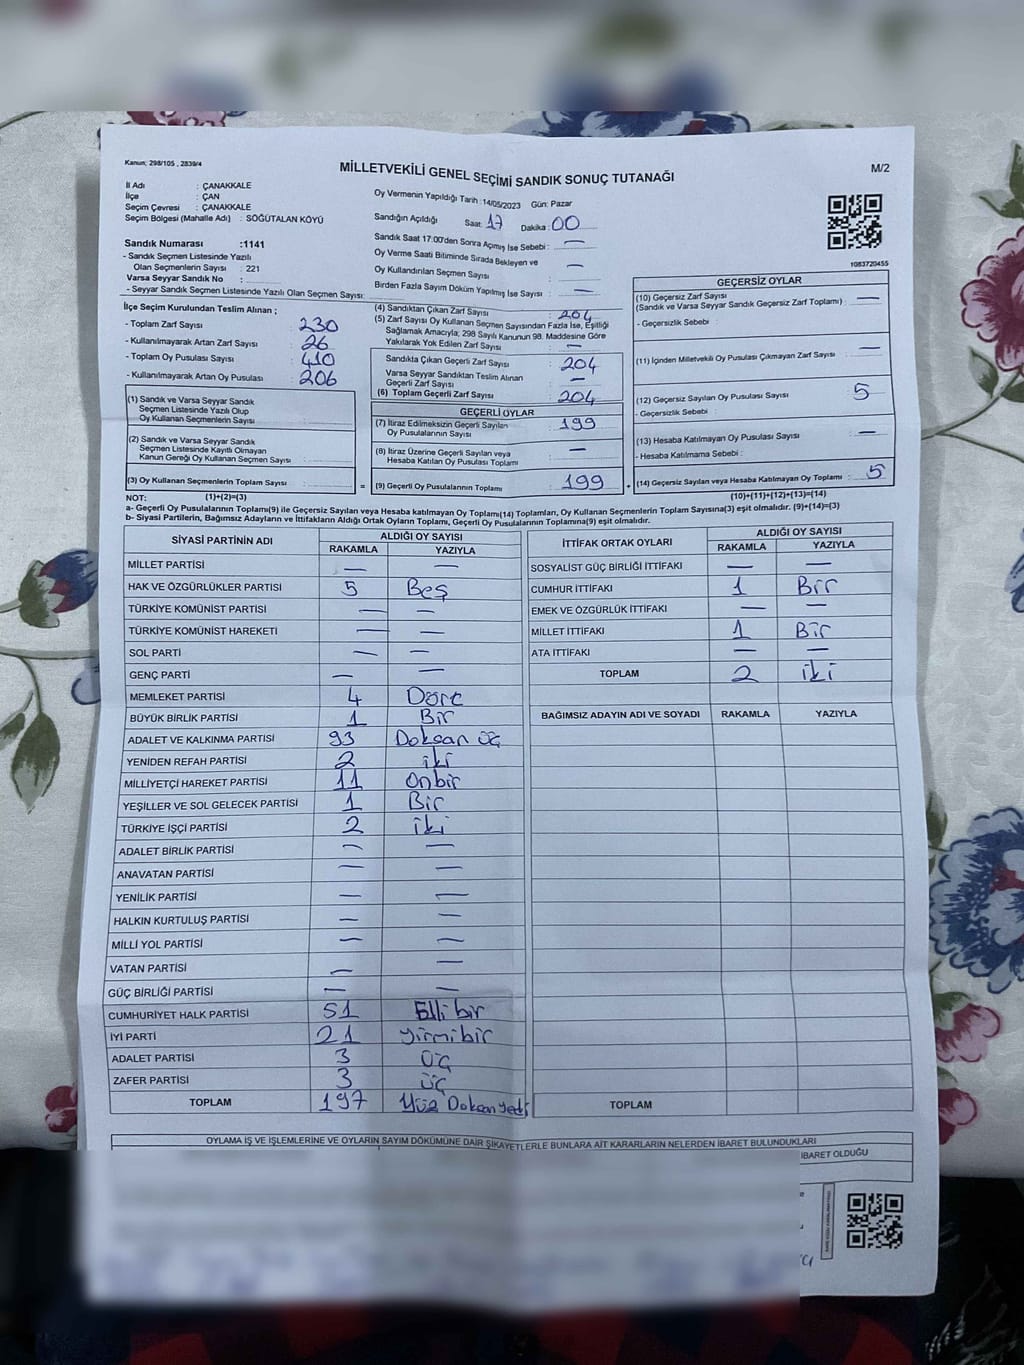 Kanun; 298/105 , 2839/4
MİLLETVEKİLİ GENEL SEÇİMİ SANDIK SONUÇ TUTANAĞI
M/2
İl Adı : ÇANAKKALE
İlçe : ÇAN
Seçim Çevresi : ÇANAKKALE
Seçim Bölgesi (Mahalle Adı) : SÖĞÜTALAN KÖYÜ
Oy Vermenin Yapıldığı Tarih : 14/05/2023 Gün: Pazar
Sandığın Açıldığı Saat: 17 Dakika : 00
Sandık Saat 17:00'den Sonra Açılmış İse Sebebi : —
Oy Verme Saati Bitiminde Sırada Bekleyen ve
Oy Kullandırılan Seçmen Sayısı : —
Birden Fazla Sayım Döküm Yapılmış İse Sayısı : —
Sandık Numarası :1141
- Sandık Seçmen Listesinde Yazılı
Olan Seçmenlerin Sayısı : 221
Varsa Seyyar Sandık No :
- Seyyar Sandık Seçmen Listesinde Yazılı Olan Seçmen Sayısı:
1083720455
İlçe Seçim Kurulundan Teslim Alınan ;
- Toplam Zarf Sayısı : 230
- Kullanılmayarak Artan Zarf Sayısı : 26
- Toplam Oy Pusulası Sayısı : 410
- Kullanılmayarak Artan Oy Pusulası : 206
(1) Sandık ve Varsa Seyyar Sandık
Seçmen Listesinde Yazılı Olup
Oy Kullanan Seçmenlerin Sayısı :
(2) Sandık ve Varsa Seyyar Sandık
Seçmen Listesinde Kayıtlı Olmayan
Kanun Gereği Oy Kullanan Seçmen Sayısı :
(3) Oy Kullanan Seçmenlerin Toplam Sayısı :
(4) Sandıktan Çıkan Zarf Sayısı : 204
(5) Zarf Sayısı Oy Kullanan Seçmen Sayısından Fazla İse, Eşitliği
Sağlamak Amacıyla; 298 Sayılı Kanunun 98. Maddesine Göre
Yakılarak Yok Edilen Zarf Sayısı : —
Sandıkta Çıkan Geçerli Zarf Sayısı : 204
Varsa Seyyar Sandıktan Teslim Alınan
Geçerli Zarf Sayısı : —
(6) Toplam Geçerli Zarf Sayısı : 204
GEÇERLİ OYLAR
(7) İtiraz Edilmeksizin Geçerli Sayılan
Oy Pusulalarının Sayısı : 199
(8) İtiraz Üzerine Geçerli Sayılan veya
Hesaba Katılan Oy Pusulası Toplamı : —
= (9) Geçerli Oy Pusulalarının Toplamı : 199 +
GEÇERSİZ OYLAR
(10) Geçersiz Zarf Sayısı : —
(Sandık ve Varsa Seyyar Sandık Geçersiz Zarf Toplamı)
- Geçersizlik Sebebi
(11) İçinden Milletvekili Oy Pusulası Çıkmayan Zarf Sayısı : —
(12) Geçersiz Sayılan Oy Pusulası Sayısı : 5
- Geçersizlik Sebebi :
(13) Hesaba Katılmayan Oy Pusulası Sayısı : —
- Hesaba Katılmama Sebebi :
(14) Geçersiz Sayılan veya Hesaba Katılmayan Oy Toplamı : 5
NOT: (1)+(2)=(3) (10)+(11)+(12)+(13)=(14)
a- Geçerli Oy Pusulalarının Toplamı(9) ile Geçersiz Sayılan veya Hesaba katılmayan Oy Toplamı(14) Toplamları, Oy Kullanan Seçmenlerin Toplam Sayısına(3) eşit olmalıdır. (9)+(14)=(3)
b- Siyasi Partilerin, Bağımsız Adayların ve İttifakların Aldığı Ortak Oyların Toplamı, Geçerli Oy Pusulalarının Toplamına(9) eşit olmalıdır.
SİYASİ PARTİNİN ADI ALDIĞI OY SAYISI
RAKAMLA YAZIYLA
MİLLET PARTİSİ — —
HAK VE ÖZGÜRLÜKLER PARTİSİ 5 Beş
TÜRKİYE KOMÜNİST PARTİSİ — —
TÜRKİYE KOMÜNİST HAREKETİ — —
SOL PARTİ — —
GENÇ PARTİ — —
MEMLEKET PARTİSİ 4 Dört
BÜYÜK BİRLİK PARTİSİ 1 Bir
ADALET VE KALKINMA PARTİSİ 93 Doksan üç
YENİDEN REFAH PARTİSİ 2 iki
MİLLİYETÇİ HAREKET PARTİSİ 11 Onbir
YEŞİLLER VE SOL GELECEK PARTİSİ 1 Bir
TÜRKİYE İŞÇİ PARTİSİ 2 iki
ADALET BİRLİK PARTİSİ — —
ANAVATAN PARTİSİ — —
YENİLİK PARTİSİ — —
HALKIN KURTULUŞ PARTİSİ — —
MİLLİ YOL PARTİSİ — —
VATAN PARTİSİ — —
GÜÇ BİRLİĞİ PARTİSİ — —
CUMHURİYET HALK PARTİSİ 51 Elli bir
İYİ PARTİ 21 yirmibir
ADALET PARTİSİ 3 üç
ZAFER PARTİSİ 3 üç
TOPLAM 197 Yüz Doksan yedi
İTTİFAK ORTAK OYLARI ALDIĞI OY SAYISI
RAKAMLA YAZIYLA
SOSYALİST GÜÇ BİRLİĞİ İTTİFAKI — —
CUMHUR İTTİFAKI 1 Bir
EMEK VE ÖZGÜRLÜK İTTİFAKI — —
MİLLET İTTİFAKI 1 Bir
ATA İTTİFAKI — —
TOPLAM 2 iki
BAĞIMSIZ ADAYIN ADI VE SOYADI RAKAMLA YAZIYLA
TOPLAM
OYLAMA İŞ VE İŞLEMLERİNE VE OYLARIN SAYIM DÖKÜMÜNE DAİR ŞİKAYETLERLE BUNLARA AİT KARARLARIN NELERDEN İBARET BULUNDUKLARI
İBARET OLDUĞU